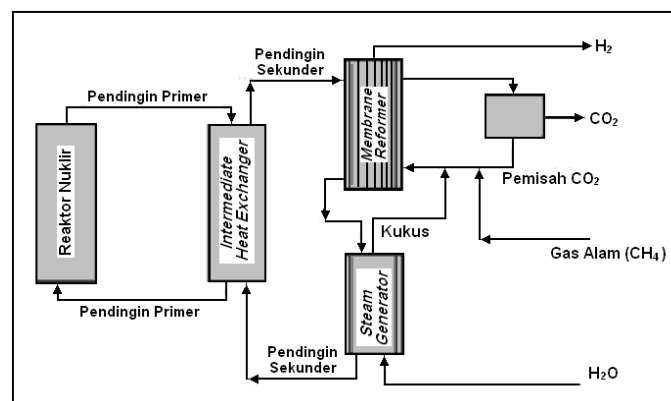 H₂
Pendingin
Sekunder
Pendingin Primer
Membrane
Reformer
CO₂
Reaktor Nuklir
Intermediate
Heat Exchanger
Pemisah CO₂
Kukus
Gas Alam (CH₄)
Steam
Generator
Pendingin Primer
Pendingin
Sekunder
H₂O